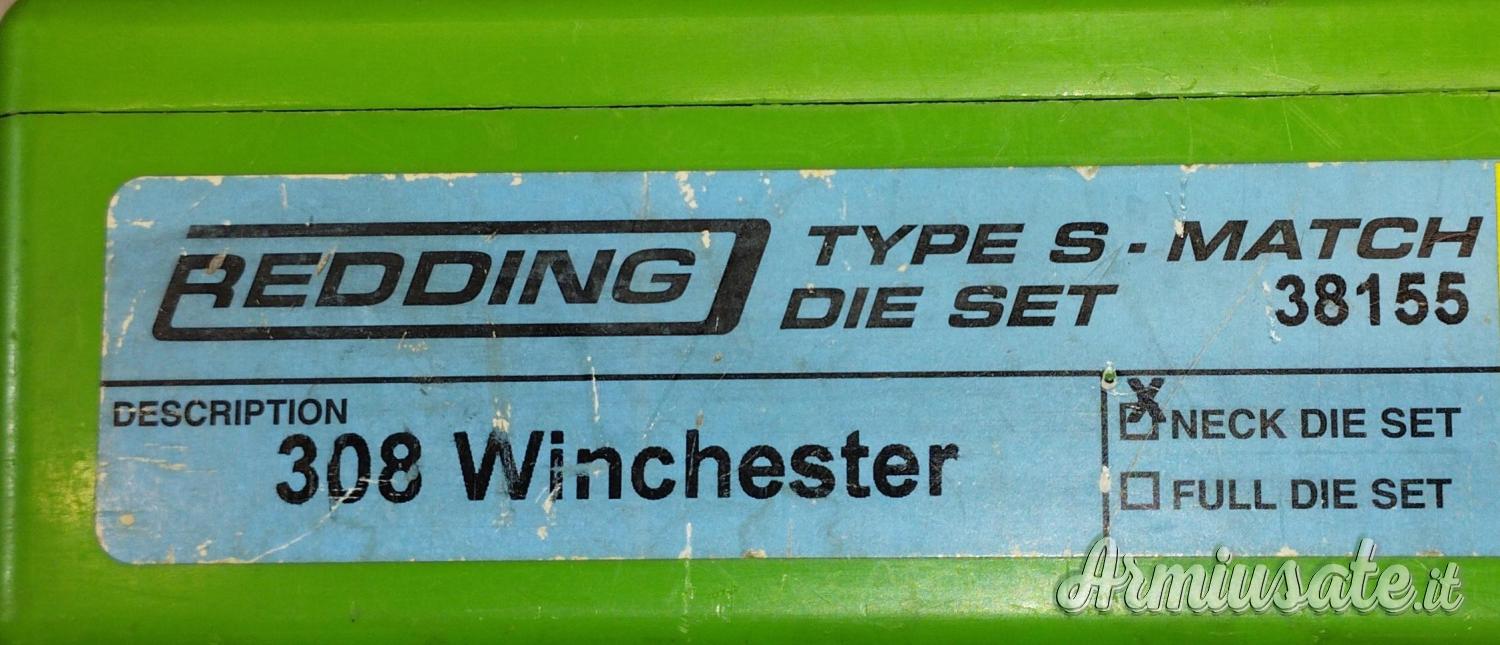 REDDING
TYPE S - MATCH
DIE SET 38155
DESCRIPTION
308 Winchester
X NECK DIE SET
FULL DIE SET
Armiusate.it